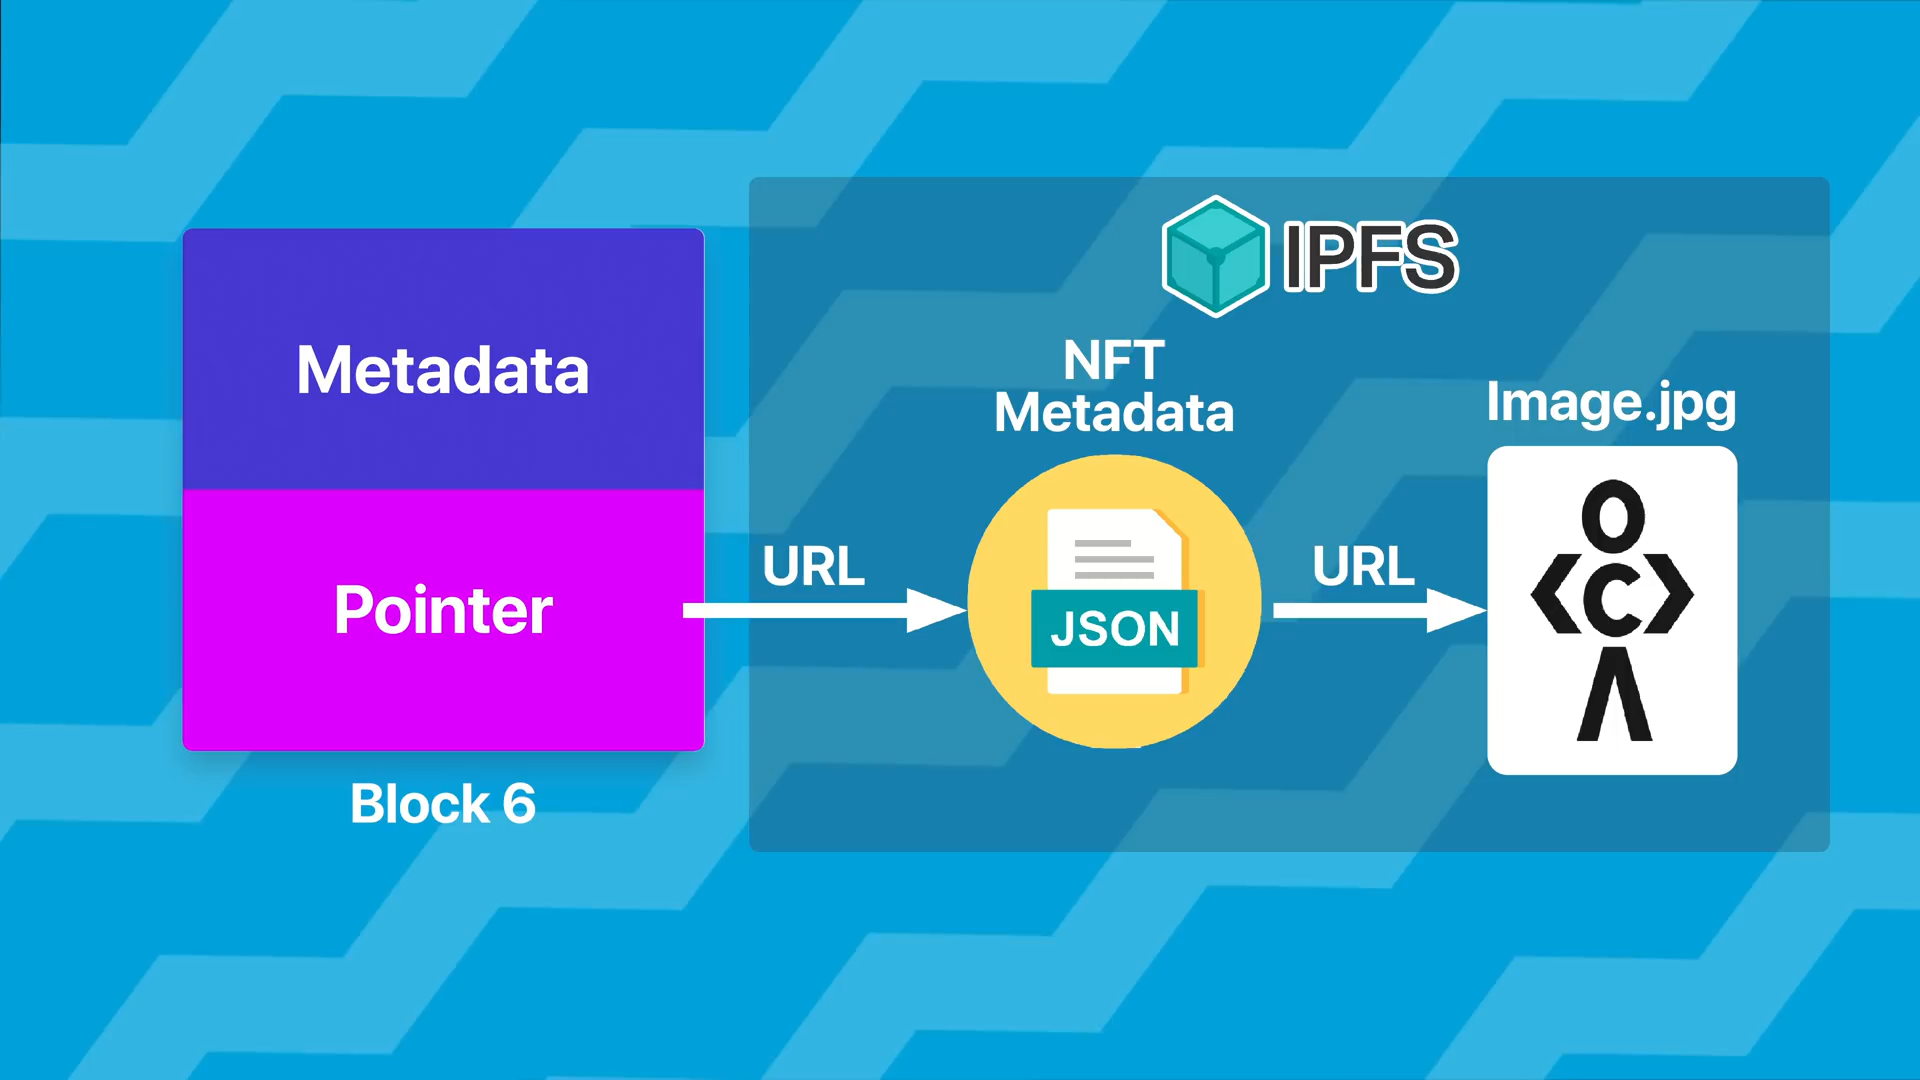 Metadata
Pointer
Block 6
IPFS
NFT
Metadata
Image.jpg
URL
JSON
URL
O
<C>
Λ